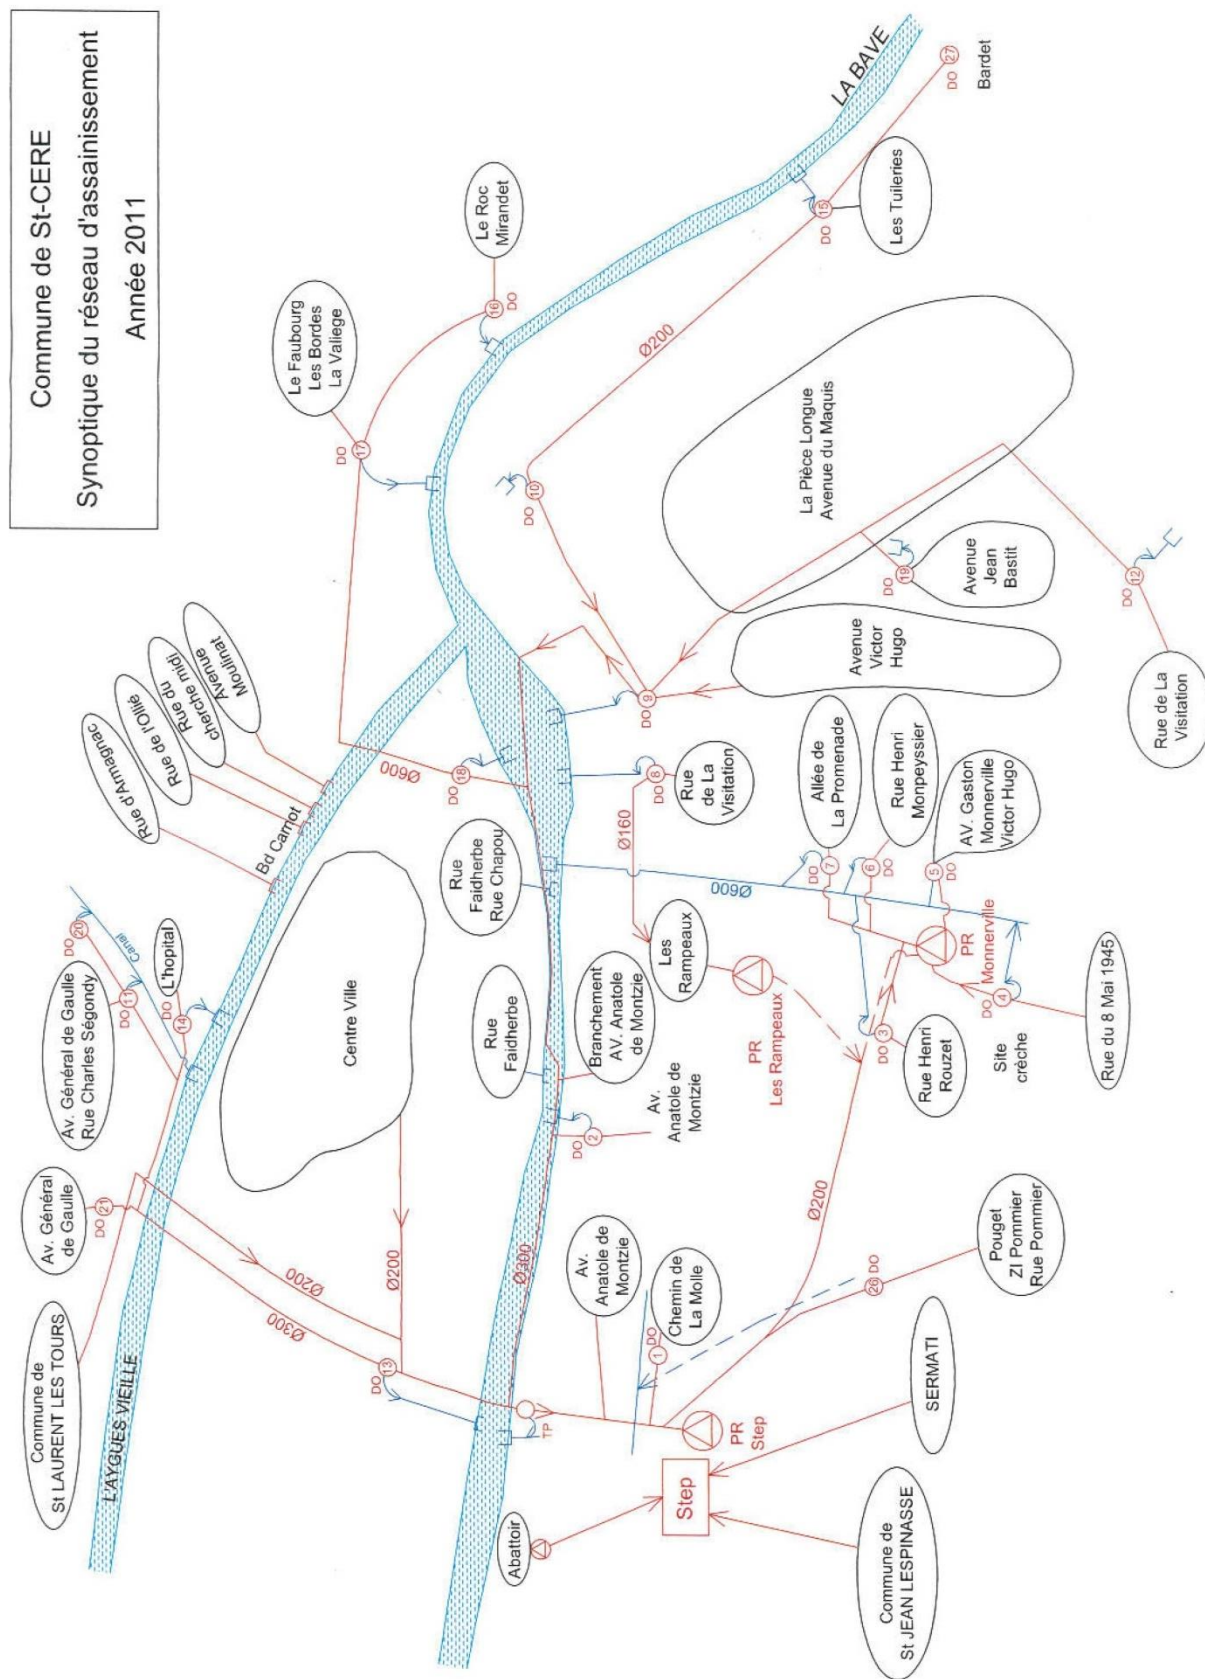 Commune de St-CERE
Synoptique du réseau d'assainissement
Année 2011
LA BAVE
DO
27
Bardet
DO
15
Les Tuileries
Le Roc
Mirandet
16
DO
Le Faubourg
Les Bordes
La Valiege
DO
17
Ø200
DO
10
La Pièce Longue
Avenue du Maquis
DO
19
Avenue
Jean
Bastit
DO
12
Rue de La
Visitation
Avenue
Victor
Hugo
DO
9
Avenue
Moulinat
Rue du
cherche midi
Rue de l'Ollié
Rue d'Armagnac
Bd Carnot
Ø600
DO
18
DO
8
Rue
de La
Visitation
Ø160
Allée de
La Promenade
DO
7
Rue Henri
Monpeyssier
6
DO
AV. Gaston
Monnerville
Victor Hugo
5
DO
Ø600
PR
Monnerville
DO
4
Rue du 8 Mai 1945
Site
crèche
DO
3
Rue Henri
Rouzet
Rue
Faidherbe
Rue Chapou
Les
Rampeaux
PR
Les Rampeaux
Centre Ville
Canal
DO
20
DO
11
Av. Général de Gaulle
Rue Charles Ségondy
L'hopital
DO
14
Rue
Faidherbe
Branchement
AV. Anatole
de Montzie
DO
2
Av.
Anatole de
Montzie
Av. Général
de Gaulle
DO
21
Ø200
Ø300
Ø200
Ø300
Ø200
Commune de
St LAURENT LES TOURS
L'AYGUES VIEILLE
DO
13
TP
Av.
Anatole de
Montzie
Chemin de
La Molle
DO
1
26
DO
Pouget
ZI Pommier
Rue Pommier
PR
Step
Step
SERMATI
Abattoir
Commune de
St JEAN LESPINASSE